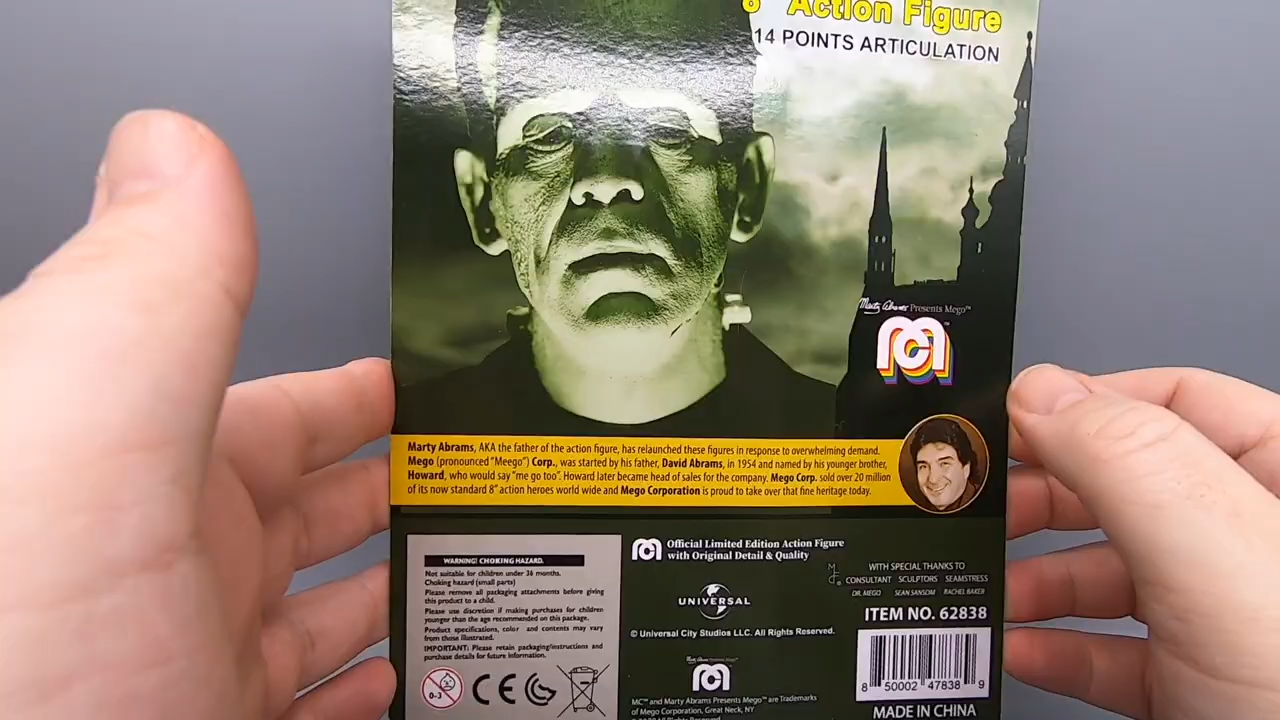 8" Action Figure
14 POINTS ARTICULATION
Marty Abrams Presents Mego™
Marty Abrams, AKA the father of the action figure, has relaunched these figures in response to overwhelming demand.
Mego (pronounced "Meego") Corp., was started by his father, David Abrams, in 1954 and named by his younger brother,
Howard, who would say "me go too". Howard later became head of sales for the company. Mego Corp. sold over 20 million
of its now standard 8" action heroes world wide and Mego Corporation is proud to take over that fine heritage today.
WARNING! CHOKING HAZARD.
Not suitable for children under 36 months.
Choking hazard (small parts)
Please remove all packaging attachments before giving
this product to a child.
Please use discretion if making purchases for children
younger than the age recommended on this package.
Product specifications, color and contents may vary
from those illustrated.
IMPORTANT: Please retain packaging/instructions and
purchase details for future information.
0-3
CE
Official Limited Edition Action Figure
with Original Detail & Quality
UNIVERSAL
© Universal City Studios LLC. All Rights Reserved.
Marty Abrams Presents Mego™
MC™ and Marty Abrams Presents Mego™ are Trademarks
of Mego Corporation, Great Neck, NY
WITH SPECIAL THANKS TO
CONSULTANT SCULPTORS SEAMSTRESS
DR. MEGO SEAN SANSOM RACHEL BAKER
ITEM NO. 62838
8 50002 47838 9
MADE IN CHINA